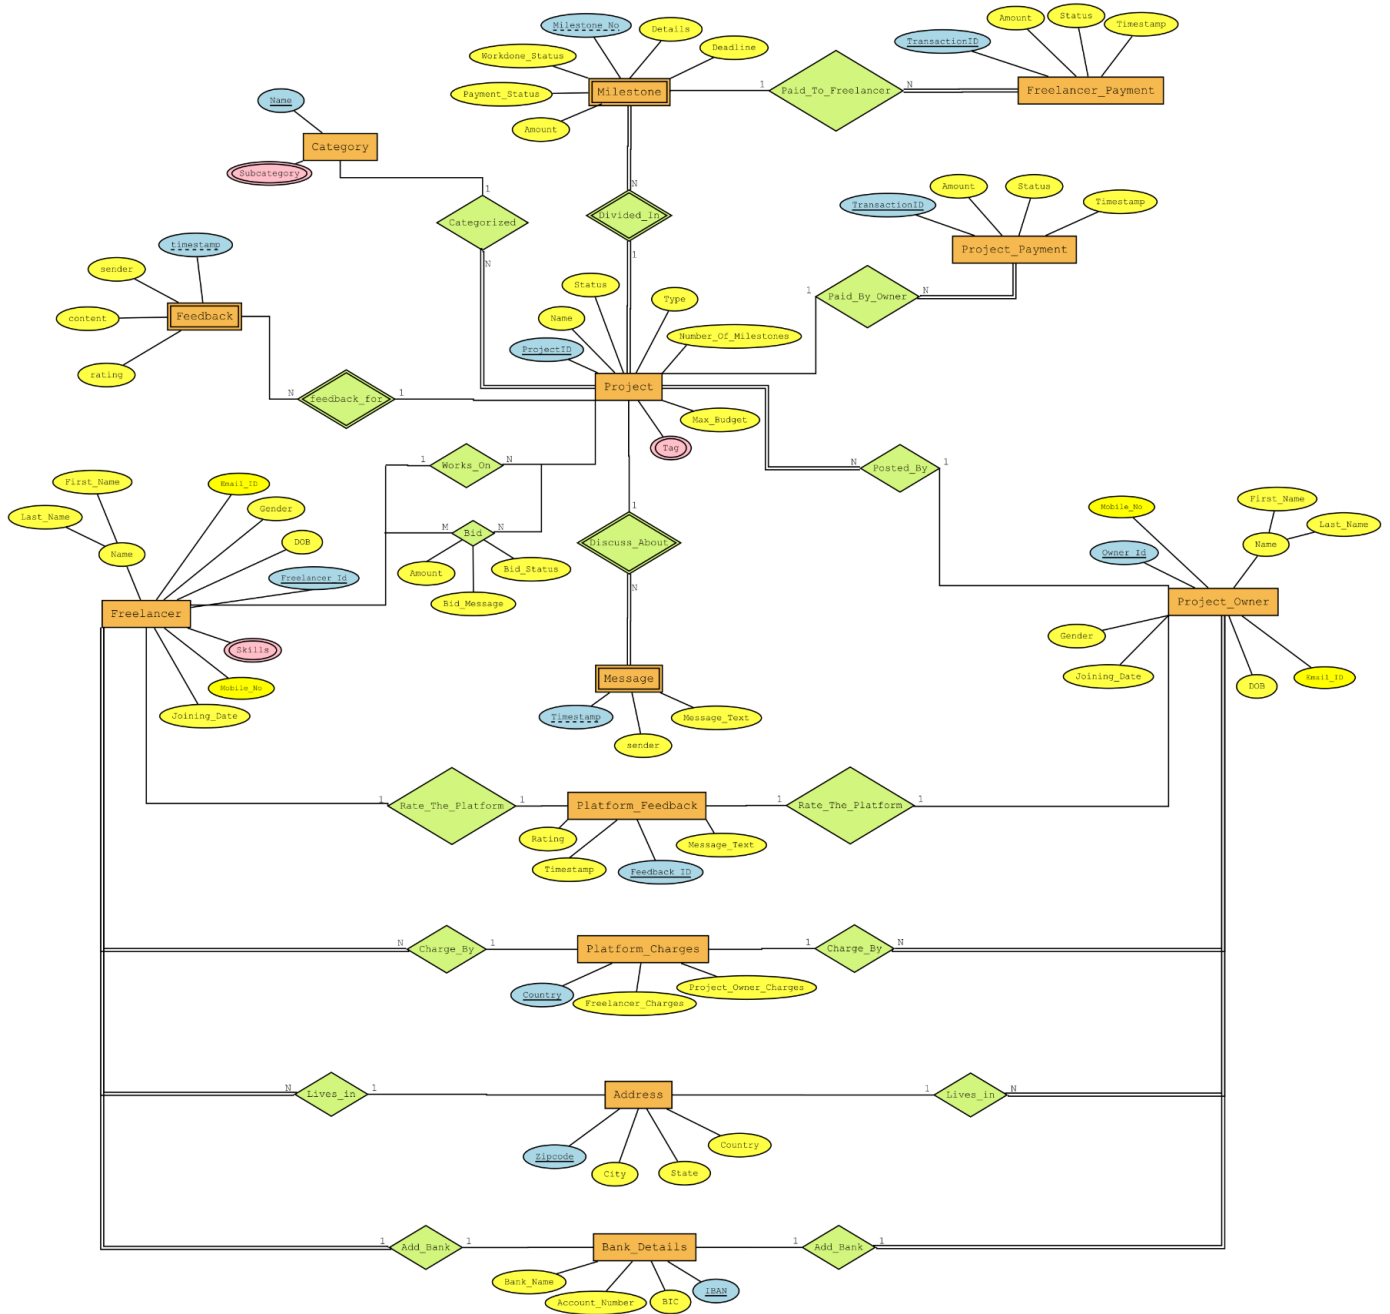 Milestone_No
Details
Workdone_Status
Deadline
Payment_Status
Milestone
Amount
1
Paid_To_Freelancer
N
Amount
Status
TransactionID
Timestamp
Freelancer_Payment
Name
Category
Subcategory
1
Categorized
N
N
Divided_In
1
Amount
Status
TransactionID
Timestamp
Project_Payment
1
Paid_By_Owner
N
timestamp
sender
content
Feedback
rating
N
feedback_for
1
Status
Type
Name
Number_Of_Milestones
ProjectID
Project
Max_Budget
Tag
1
Works_On
N
M
Bid
N
Amount
Bid_Status
Bid_Message
1
Discuss_About
N
N
Posted_By
1
First_Name
Last_Name
Name
Email_ID
Gender
DOB
Freelancer_Id
Freelancer
Skills
Mobile_No
Joining_Date
Mobile_No
First_Name
Last_Name
Owner_Id
Name
Project_Owner
Gender
Joining_Date
DOB
Email_ID
Message
Timestamp
Message_Text
sender
1
Rate_The_Platform
1
Platform_Feedback
1
Rate_The_Platform
1
Rating
Message_Text
Timestamp
Feedback_ID
N
Charge_By
1
Platform_Charges
1
Charge_By
N
Country
Freelancer_Charges
Project_Owner_Charges
N
Lives_in
1
Address
1
Lives_in
N
Zipcode
City
State
Country
1
Add_Bank
1
Bank_Details
1
Add_Bank
1
Bank_Name
Account_Number
BIC
IBAN